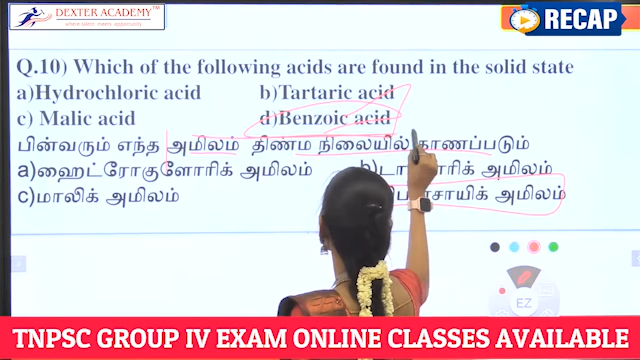 DEXTER ACADEMY™
where talent meets opportunity
RECAP
Q.10) Which of the following acids are found in the solid state
a)Hydrochloric acid b)Tartaric acid
c) Malic acid d)Benzoic acid
பின்வரும் எந்த அமிலம் திண்ம நிலையில் காணப்படும்
a)ஹைட்ரோகுளோரிக் அமிலம் b) அமிலம்
c)மாலிக் அமிலம் அமிலம்
EZ
TNPSC GROUP IV EXAM ONLINE CLASSES AVAILABLE